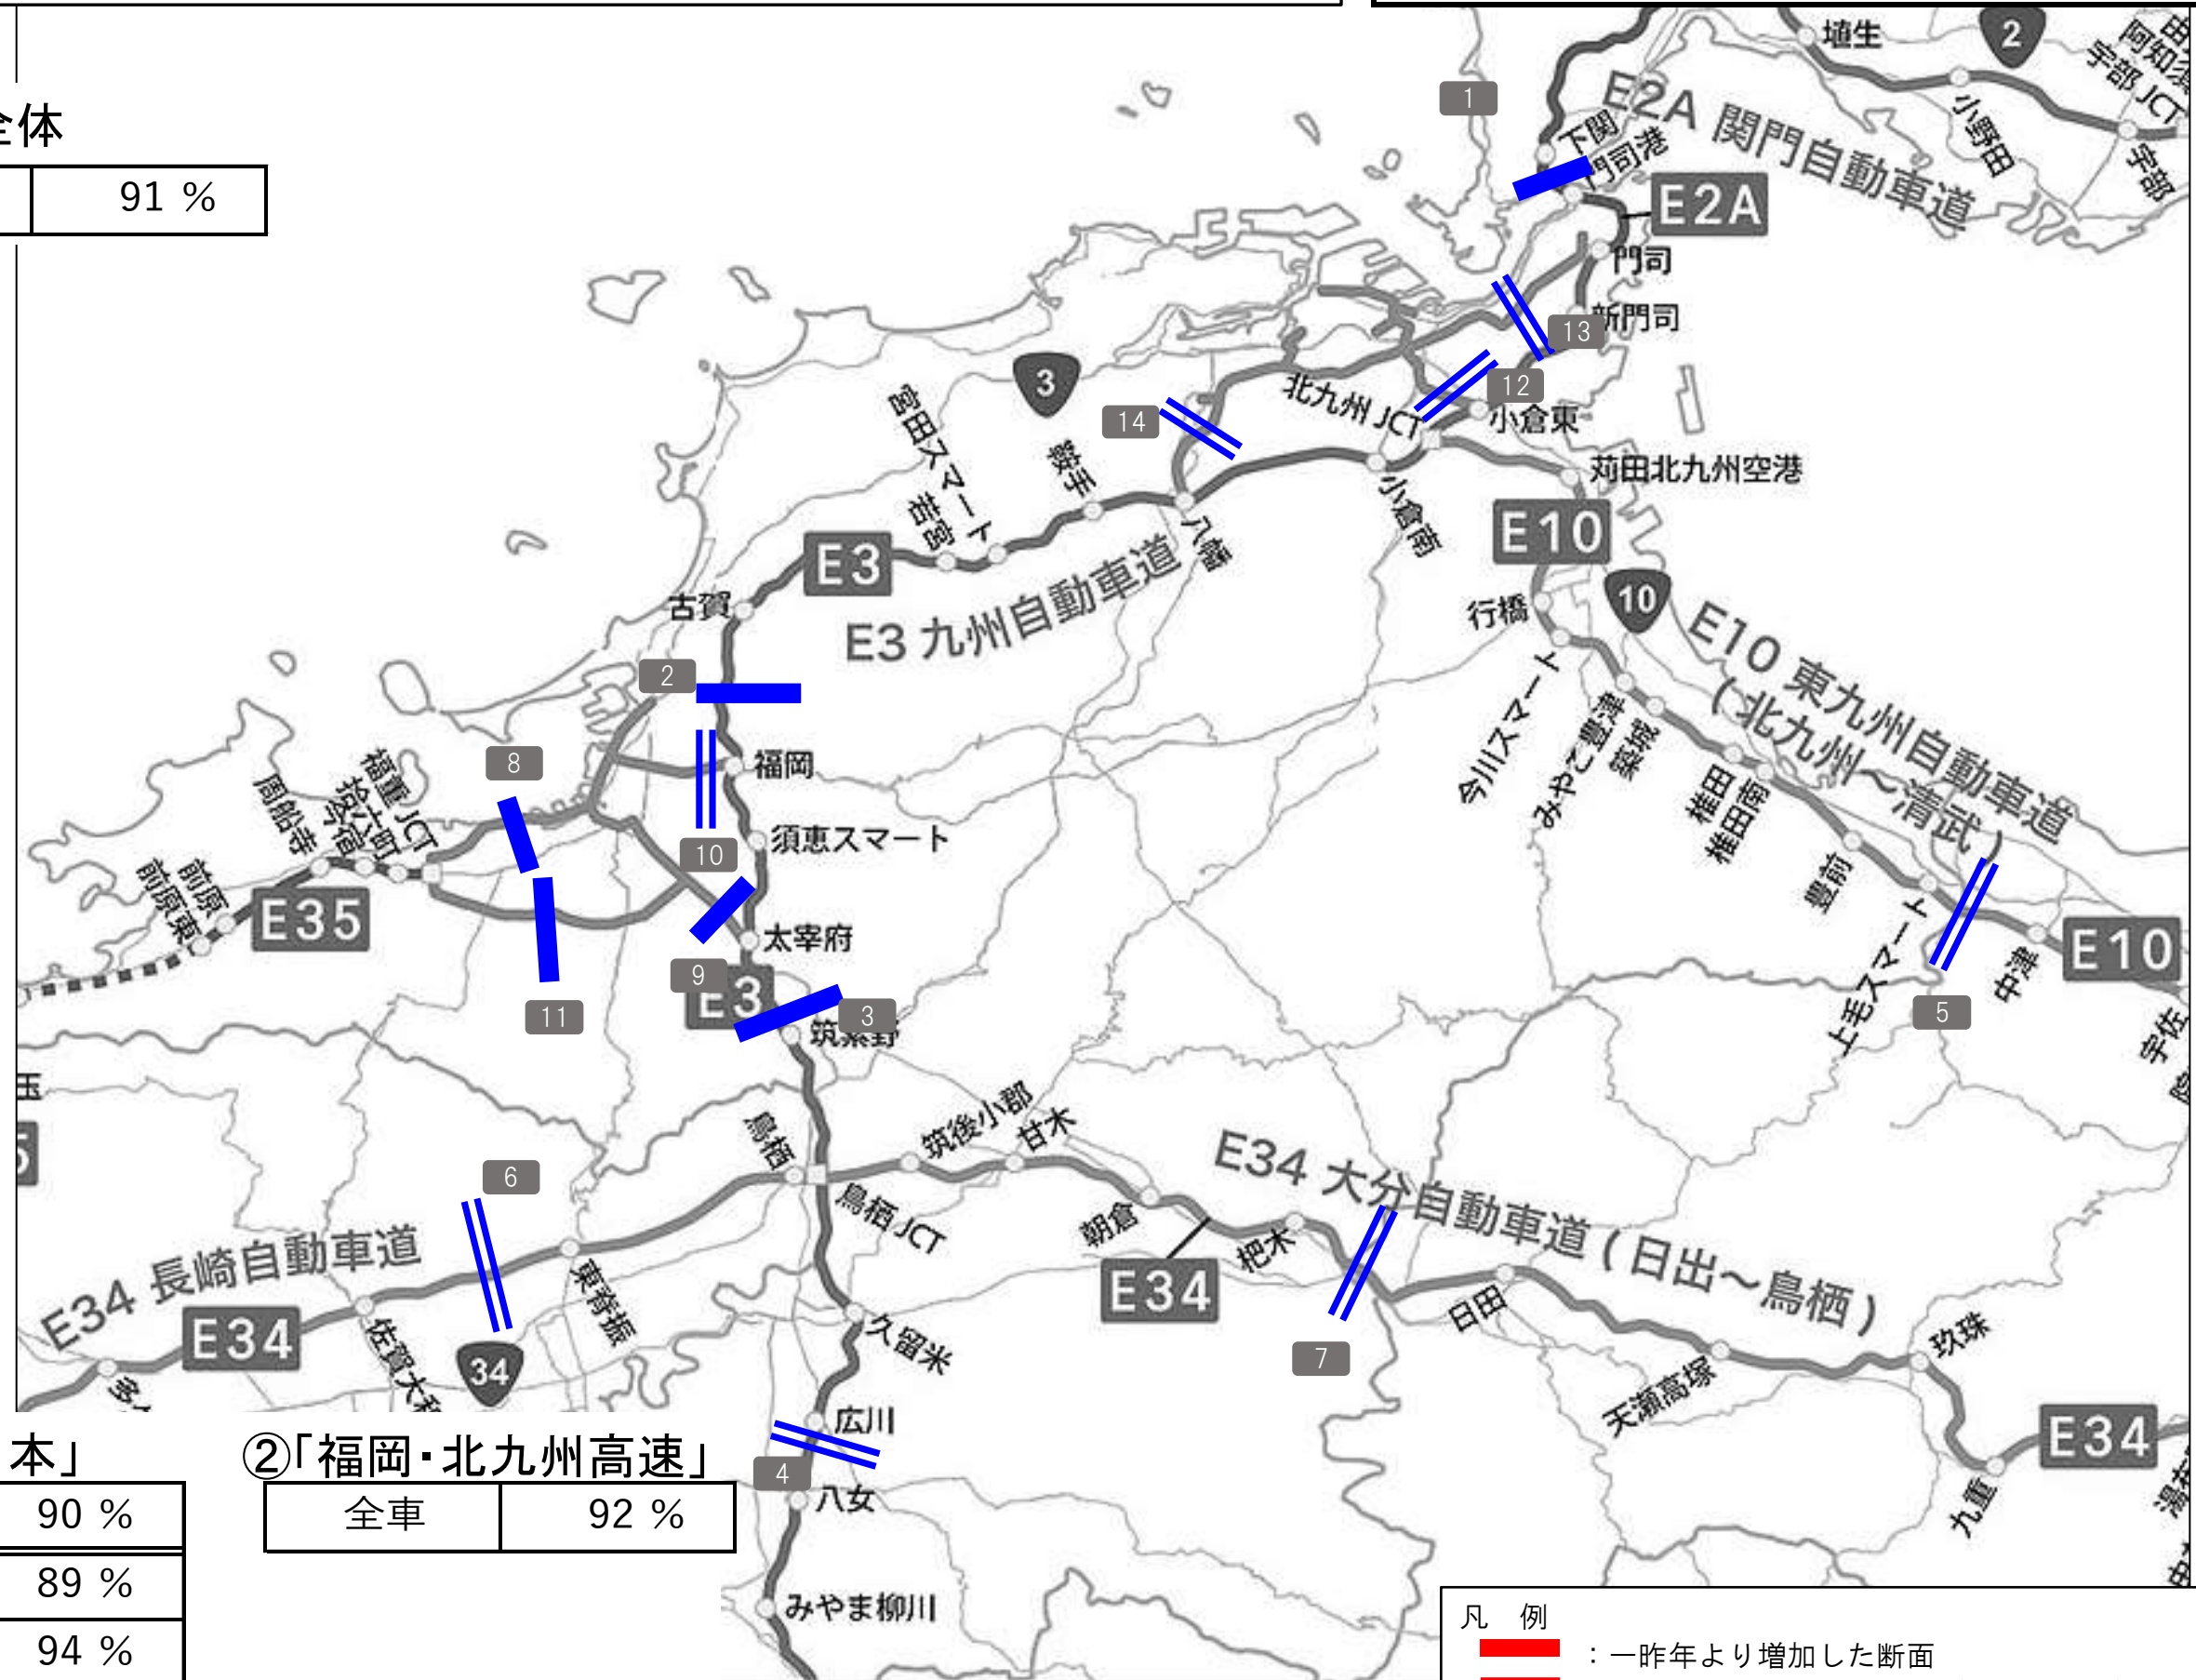 全体
91 %
1
埴生
2
阿知須
宇部 JCT
宇部
小野田
E2A 関門自動車道
下関
門司港
E2A
門司
新門司
13
12
北九州 JCT
小倉東
14
3
宮田スマート
若宮
鞍手
八幡
小倉南
苅田北九州空港
E10
E3
E3 九州自動車道
古賀
行橋
10
E10 東九州自動車道
(北九州～清武)
今川スマート
みやこ豊津
築城
椎田
椎田南
豊前
上毛スマート
中津
E10
5
宇佐
2
福岡
8
福重 JCT
拾六町
今宿
周船寺
前原
前原東
E35
須恵スマート
10
太宰府
9
E3
3
筑紫野
11
6
鳥栖
筑後小郡
甘木
鳥栖 JCT
朝倉
杷木
E34
E34 大分自動車道 (日出～鳥栖)
7
日田
天瀬高塚
玖珠
九重
E34
E34 長崎自動車道
E34
多久
佐賀大和
34
東脊振
久留米
広川
4
八女
みやま柳川
本」
90 %
89 %
94 %
②「福岡・北九州高速」
全車
92 %
凡 例
：一昨年より増加した断面